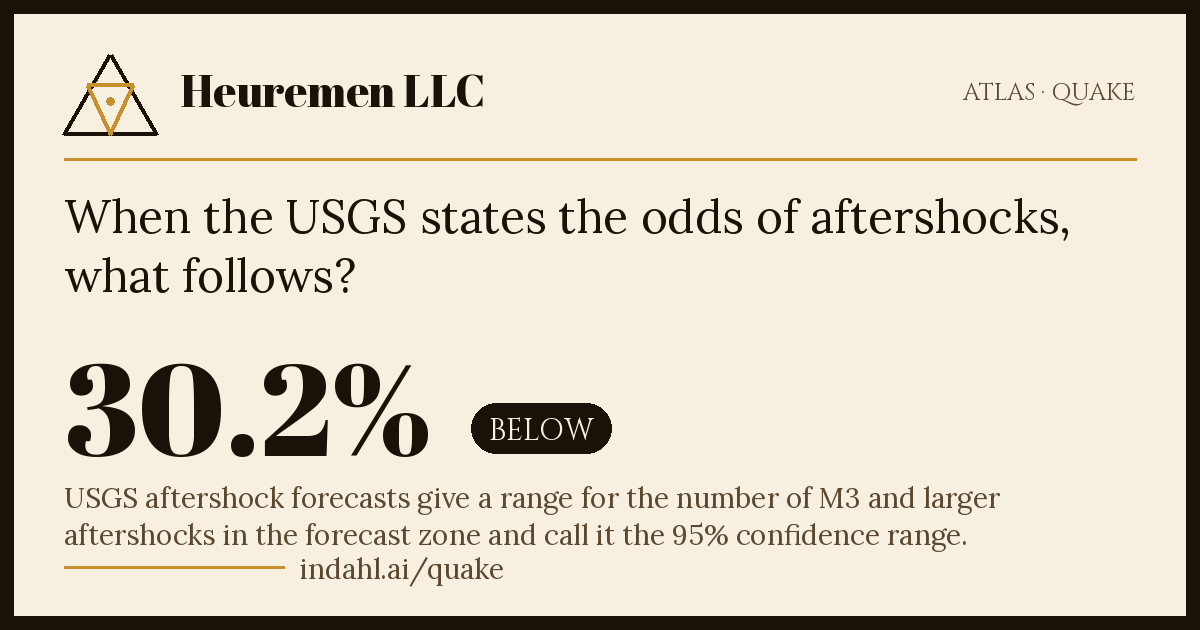 Heuremen LLC
ATLAS · QUAKE
When the USGS states the odds of aftershocks,
what follows?
30.2%
BELOW
USGS aftershock forecasts give a range for the number of M3 and larger
aftershocks in the forecast zone and call it the 95% confidence range.
indahl.ai/quake